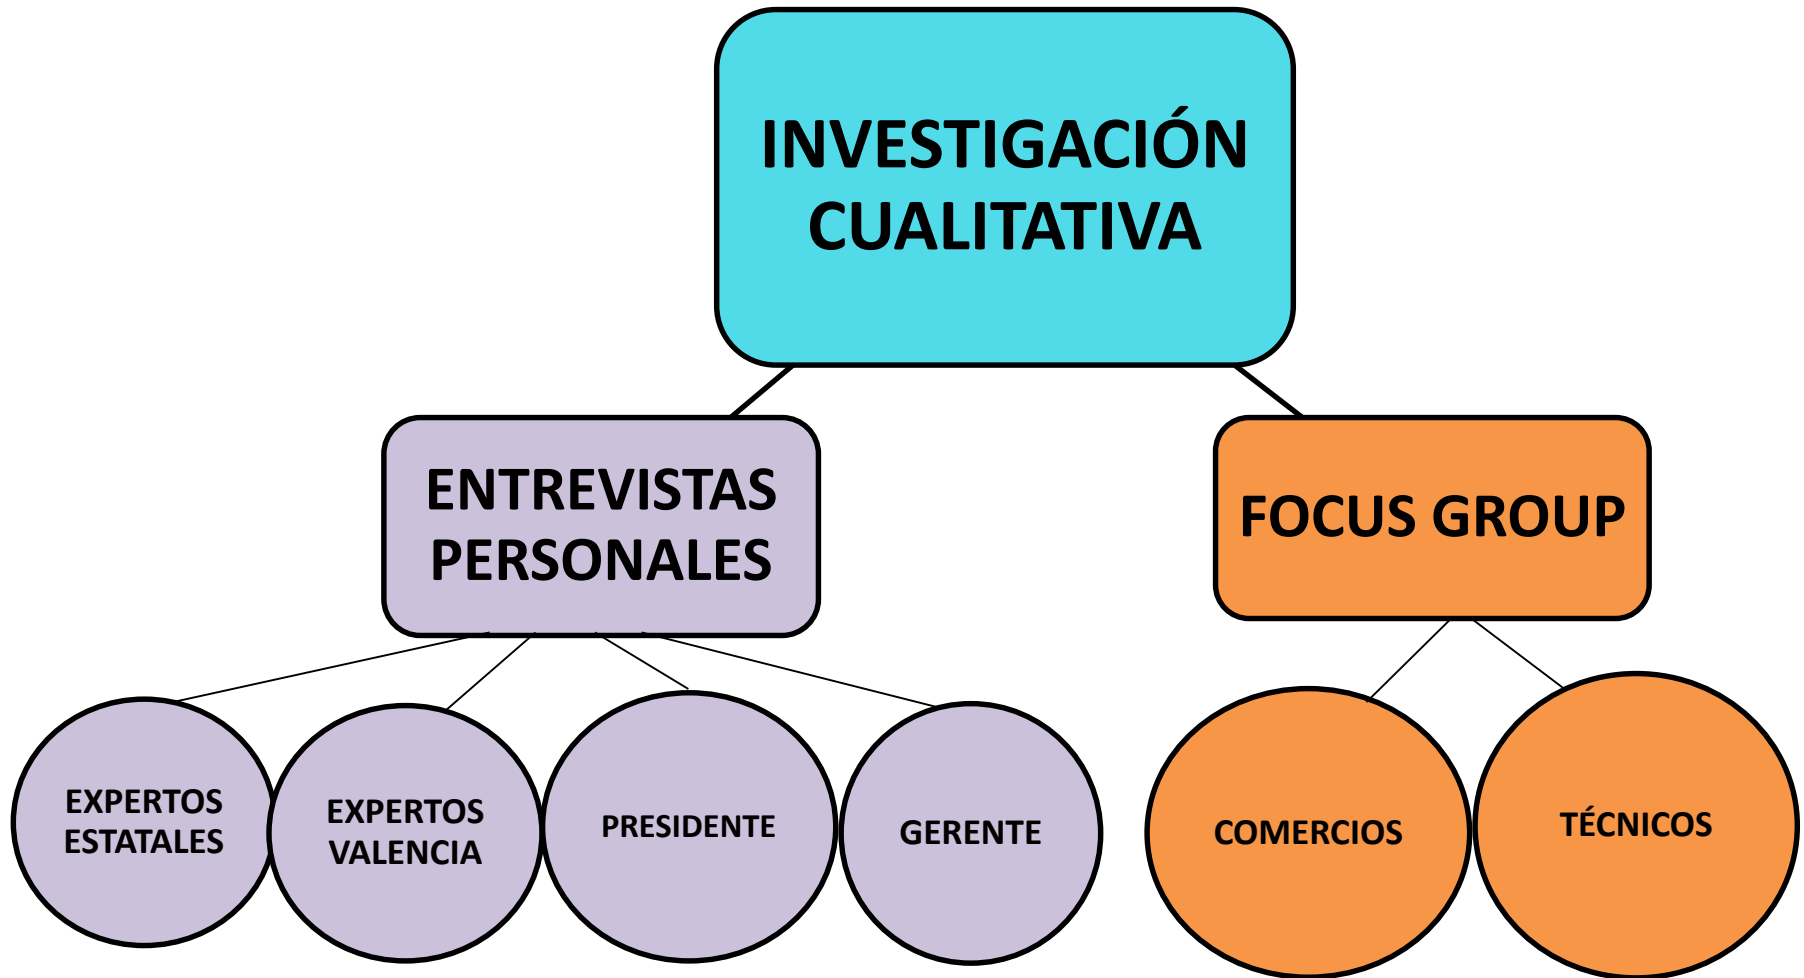 INVESTIGACIÓN
CUALITATIVA
ENTREVISTAS
PERSONALES
FOCUS GROUP
EXPERTOS
ESTATALES
EXPERTOS
VALENCIA
PRESIDENTE
GERENTE
COMERCIOS
TÉCNICOS